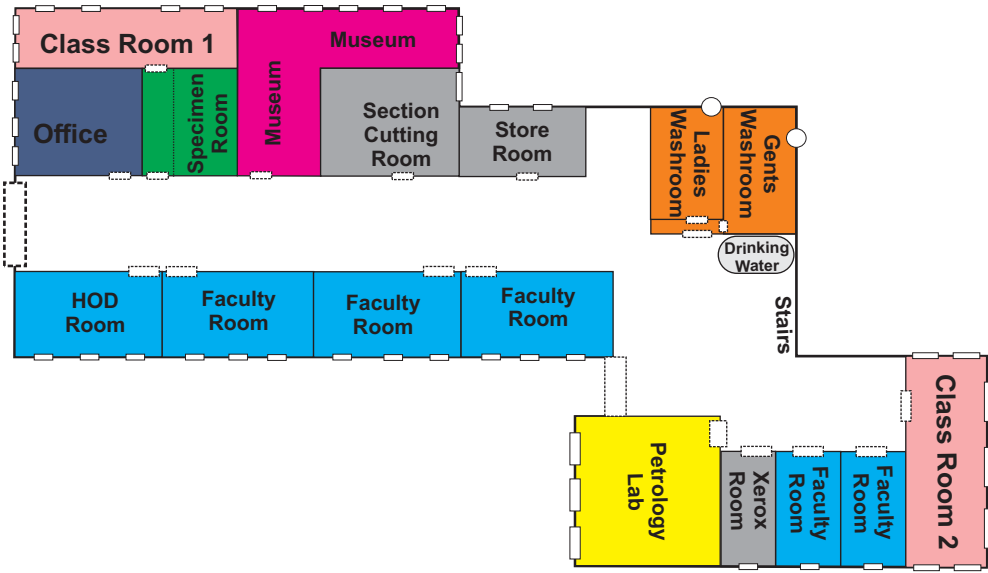 Class Room 1
Museum
Museum
Office
Specimen
Room
Section
Cutting
Room
Store
Room
Ladies
Washroom
Gents
Washroom
Drinking
Water
Stairs
HOD
Room
Faculty
Room
Faculty
Room
Faculty
Room
Petrology
Lab
Xerox
Room
Faculty
Room
Faculty
Room
Class Room 2